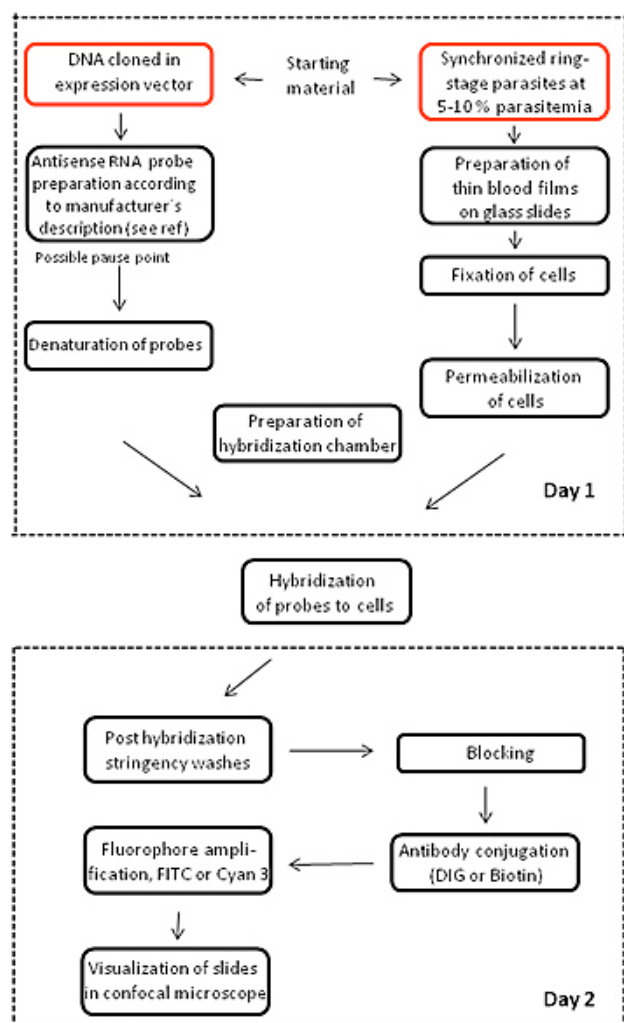 DNA cloned in
expression vector
Starting
material
Synchronized ring-
stage parasites at
5-10 % parasitemia
Antisense RNA probe
preparation according
to manufacturer´s
description (see ref)
Possible pause point
Denaturation of probes
Preparation of
thin blood films
on glass slides
Fixation of cells
Permeabilization
of cells
Preparation of
hybridization chamber
Day 1
Hybridization
of probes to cells
Post hybridization
stringency washes
Blocking
Antibody conjugation
(DIG or Biotin)
Fluorophore ampli-
fication, FITC or Cyan 3
Visualization of slides
in confocal microscope
Day 2